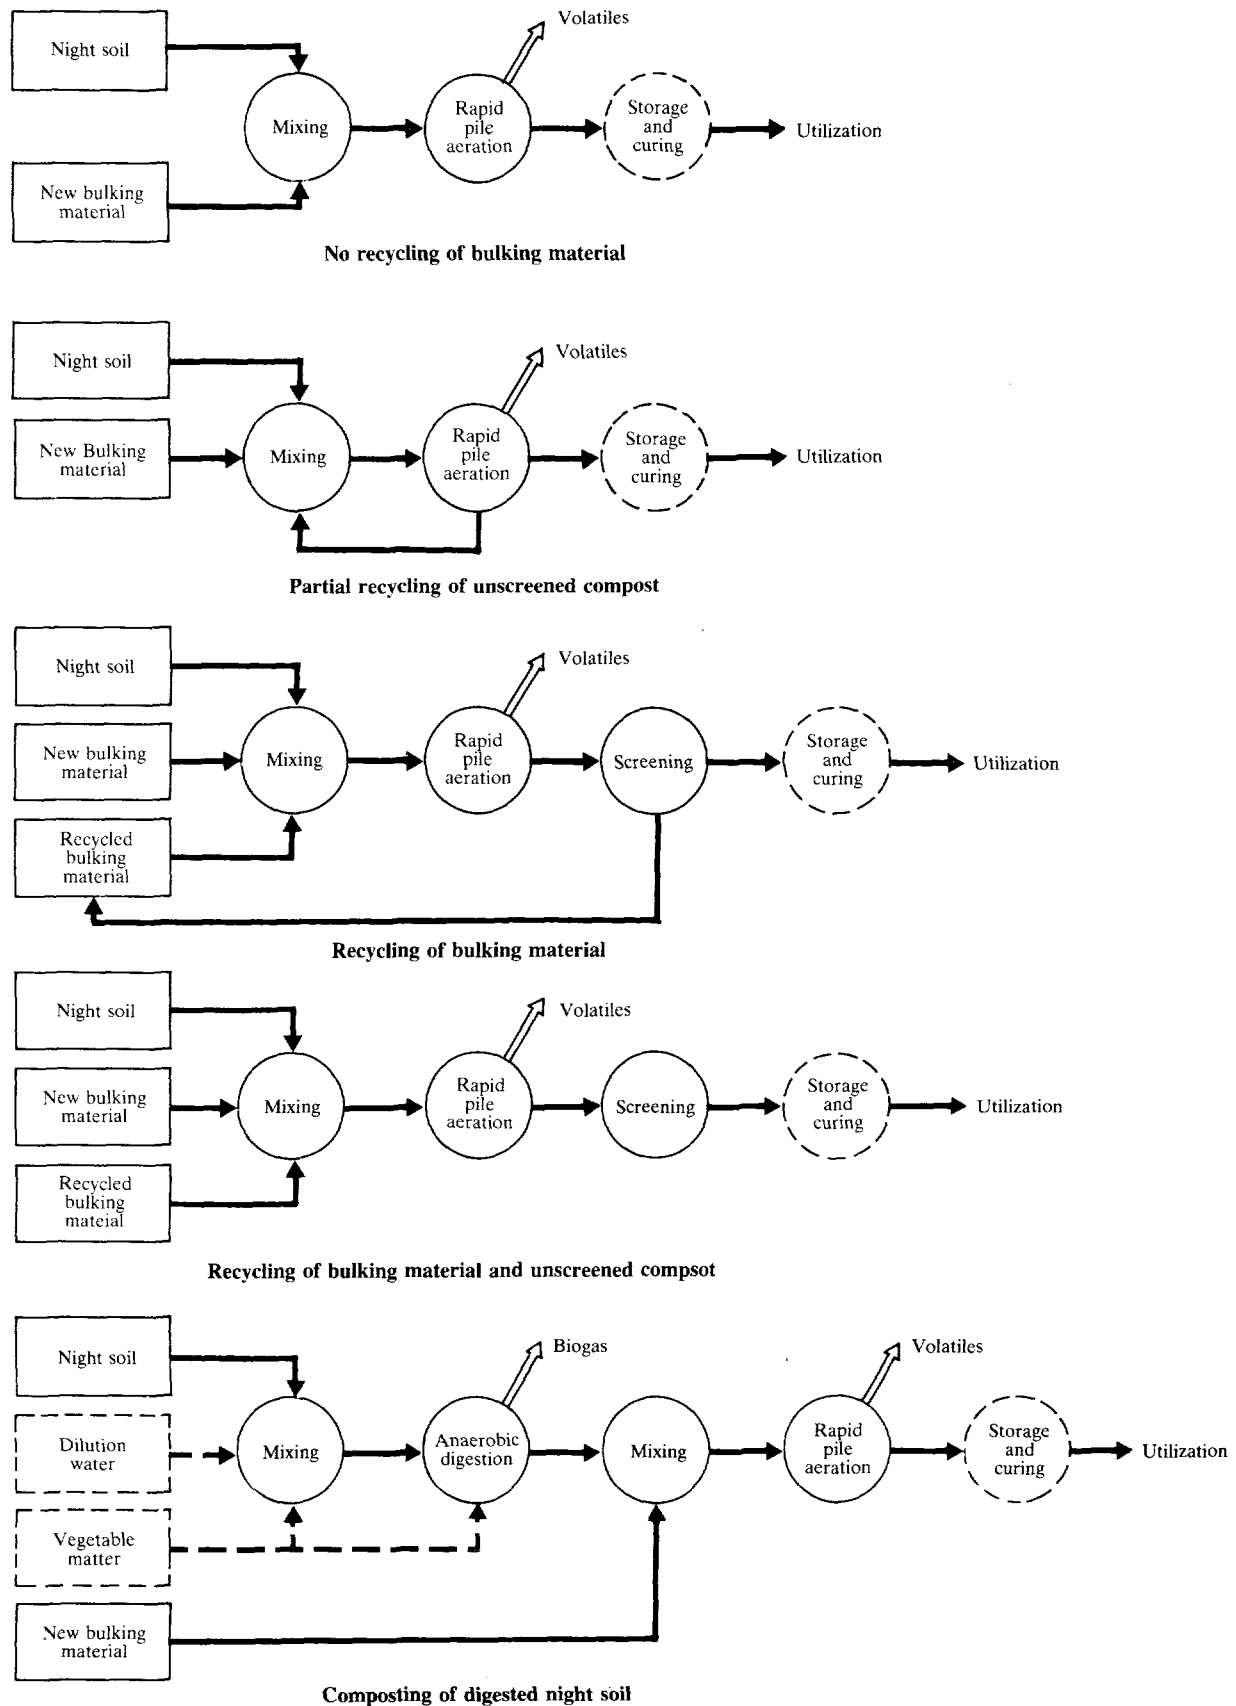 Night soil
Volatiles
Mixing
Rapid
pile
aeration
Storage
and
curing
Utilization
New bulking
material
No recycling of bulking material
Night soil
Volatiles
New Bulking
material
Mixing
Rapid
pile
aeration
Storage
and
curing
Utilization
Partial recycling of unscreened compost
Night soil
Volatiles
New bulking
material
Mixing
Rapid
pile
aeration
Screening
Storage
and
curing
Utilization
Recycled
bulking
material
Recycling of bulking material
Night soil
Volatiles
New bulking
material
Mixing
Rapid
pile
aeration
Screening
Storage
and
curing
Utilization
Recycled
bulking
mateial
Recycling of bulking material and unscreened compsot
Night soil
Biogas
Volatiles
Dilution
water
Mixing
Anaerobic
digestion
Mixing
Rapid
pile
aeration
Storage
and
curing
Utilization
Vegetable
matter
New bulking
material
Composting of digested night soil